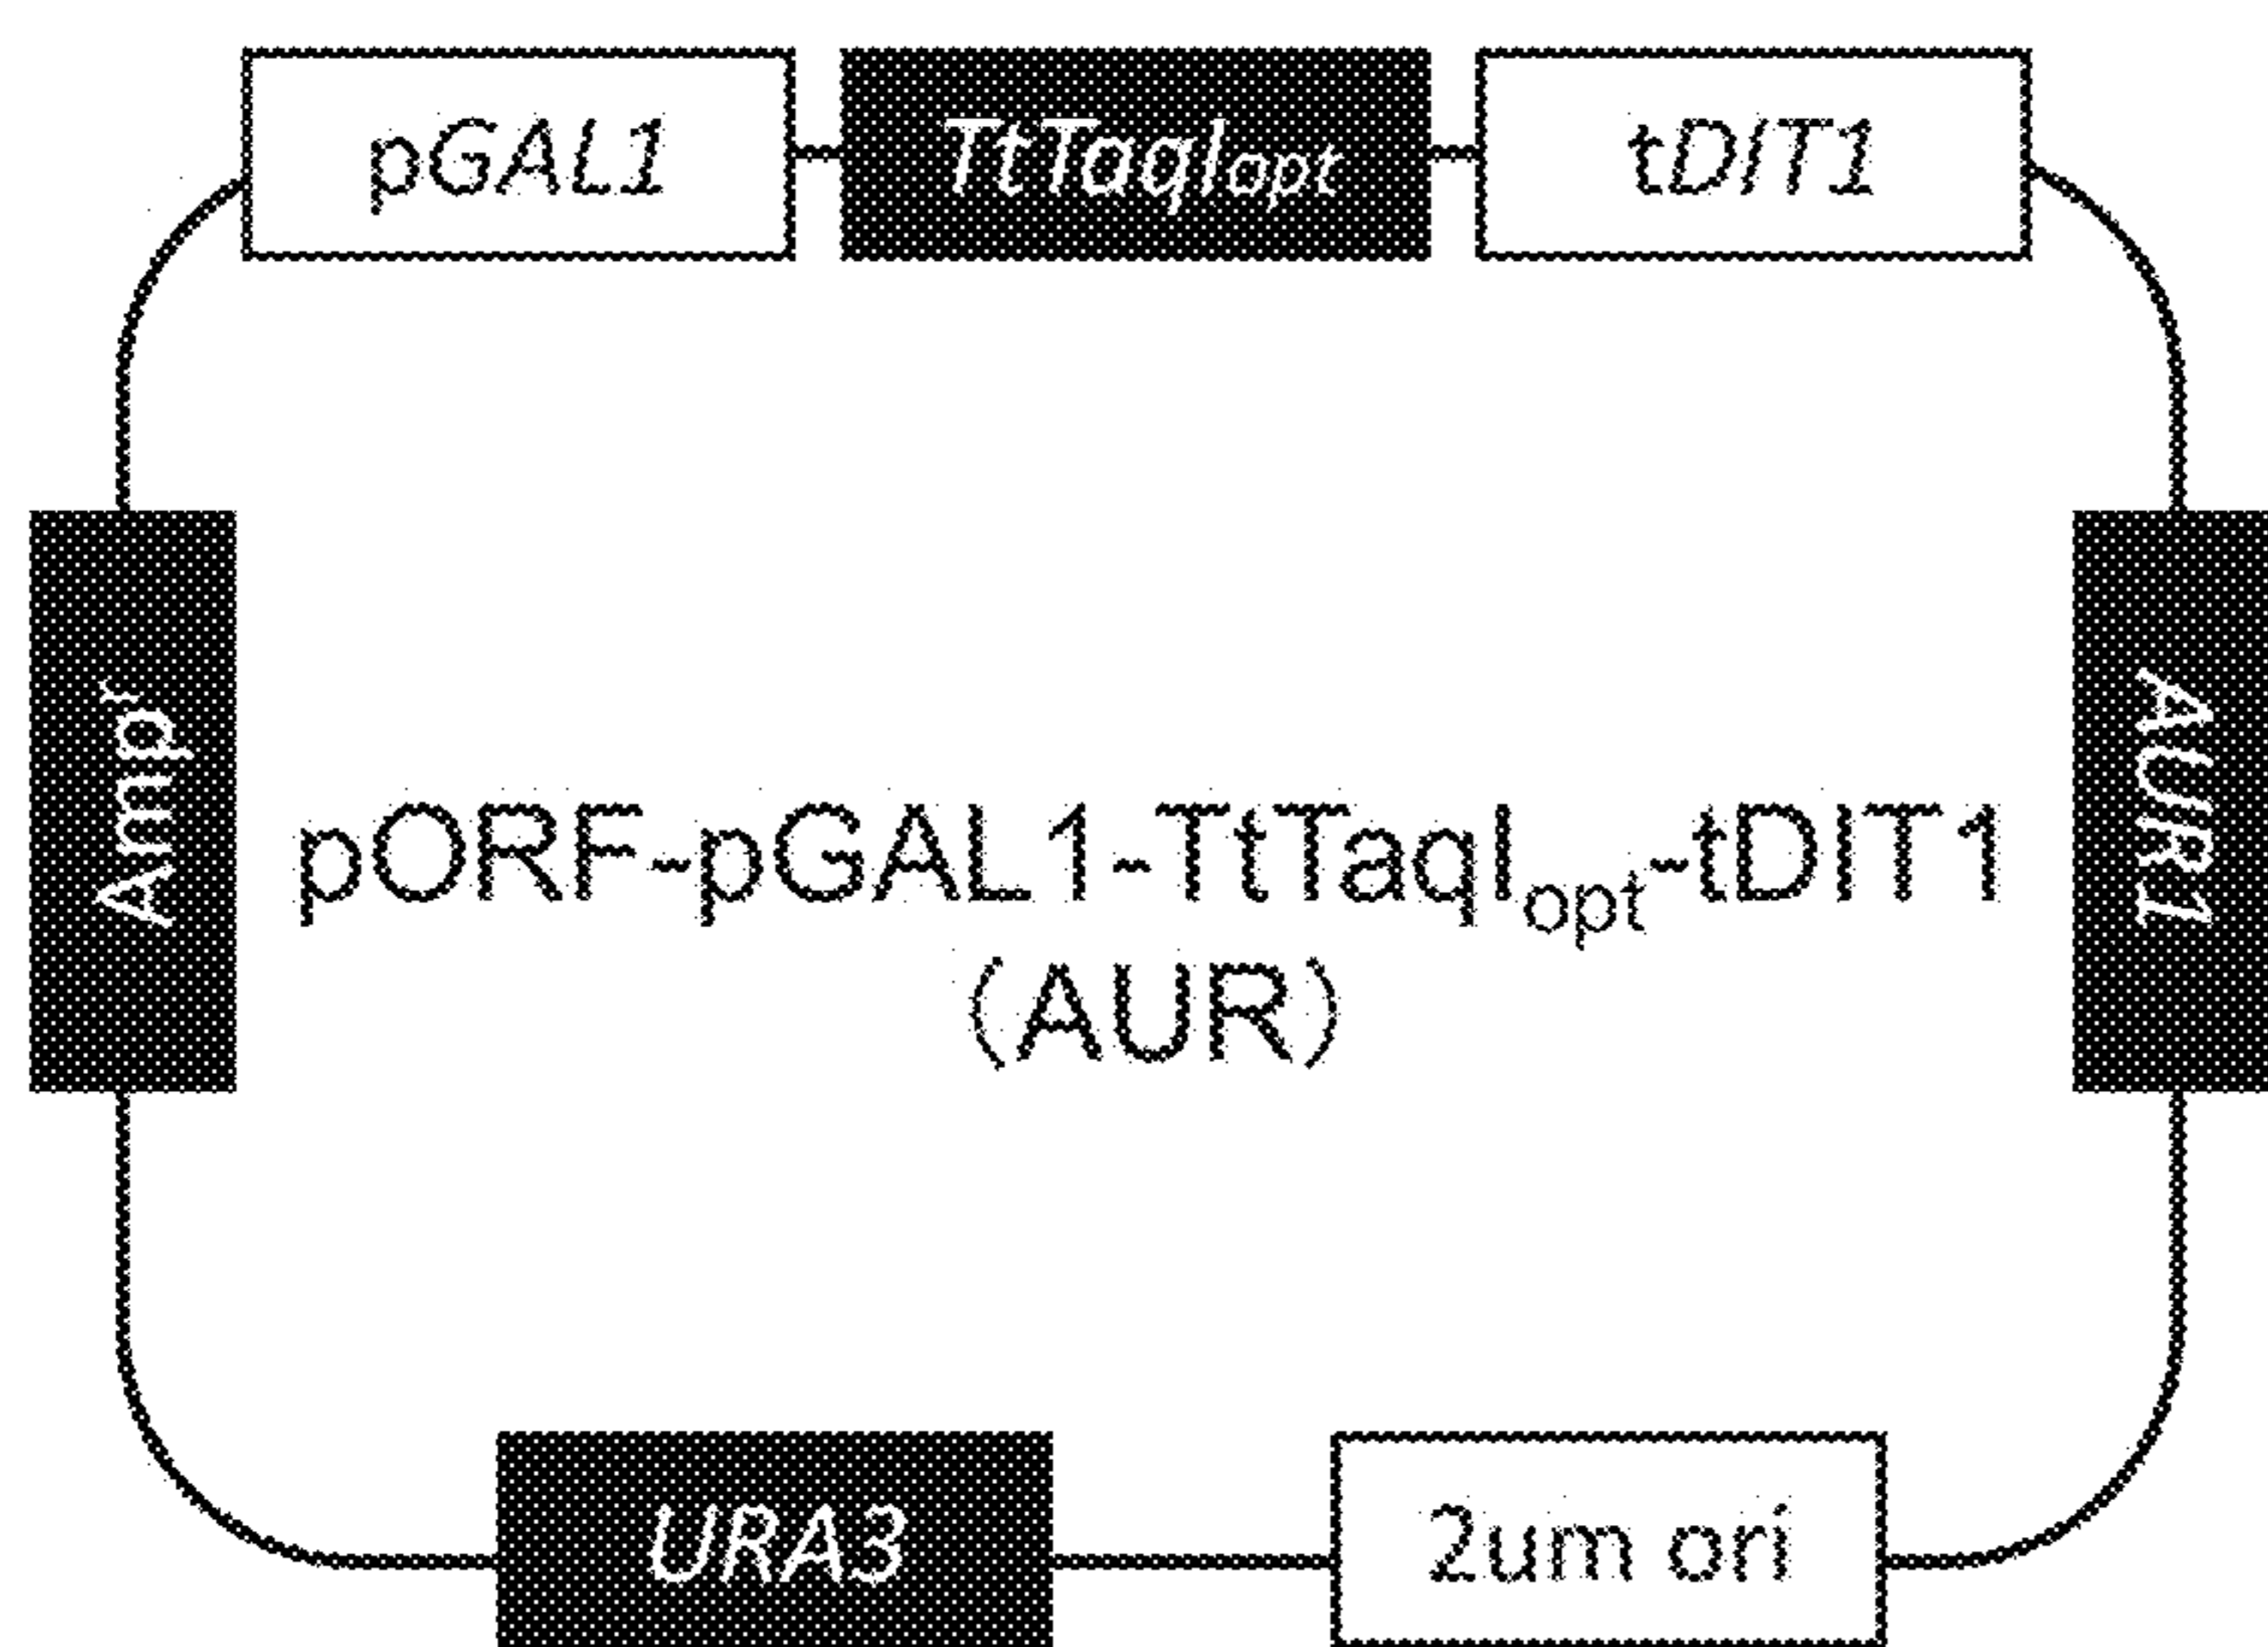 pGAL1
TtTaqIopt
tDIT1
Ampr
AUR1
pORF-pGAL1-TtTaqIopt-tDIT1
(AUR)
URA3
2um ori